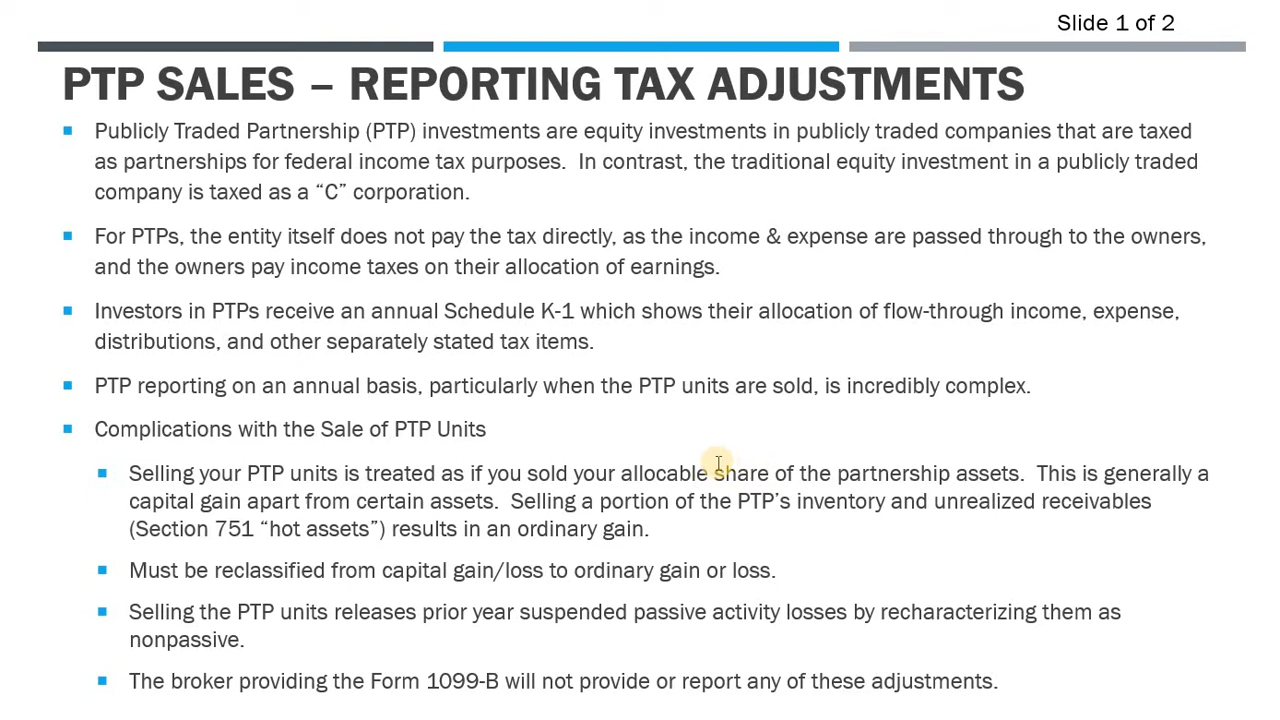 Slide 1 of 2
PTP SALES – REPORTING TAX ADJUSTMENTS
Publicly Traded Partnership (PTP) investments are equity investments in publicly traded companies that are taxed
as partnerships for federal income tax purposes.  In contrast, the traditional equity investment in a publicly traded
company is taxed as a “C” corporation.
For PTPs, the entity itself does not pay the tax directly, as the income & expense are passed through to the owners,
and the owners pay income taxes on their allocation of earnings.
Investors in PTPs receive an annual Schedule K-1 which shows their allocation of flow-through income, expense,
distributions, and other separately stated tax items.
PTP reporting on an annual basis, particularly when the PTP units are sold, is incredibly complex.
Complications with the Sale of PTP Units
Selling your PTP units is treated as if you sold your allocable share of the partnership assets.  This is generally a
capital gain apart from certain assets.  Selling a portion of the PTP’s inventory and unrealized receivables
(Section 751 “hot assets”) results in an ordinary gain.
Must be reclassified from capital gain/loss to ordinary gain or loss.
Selling the PTP units releases prior year suspended passive activity losses by recharacterizing them as
nonpassive.
The broker providing the Form 1099-B will not provide or report any of these adjustments.